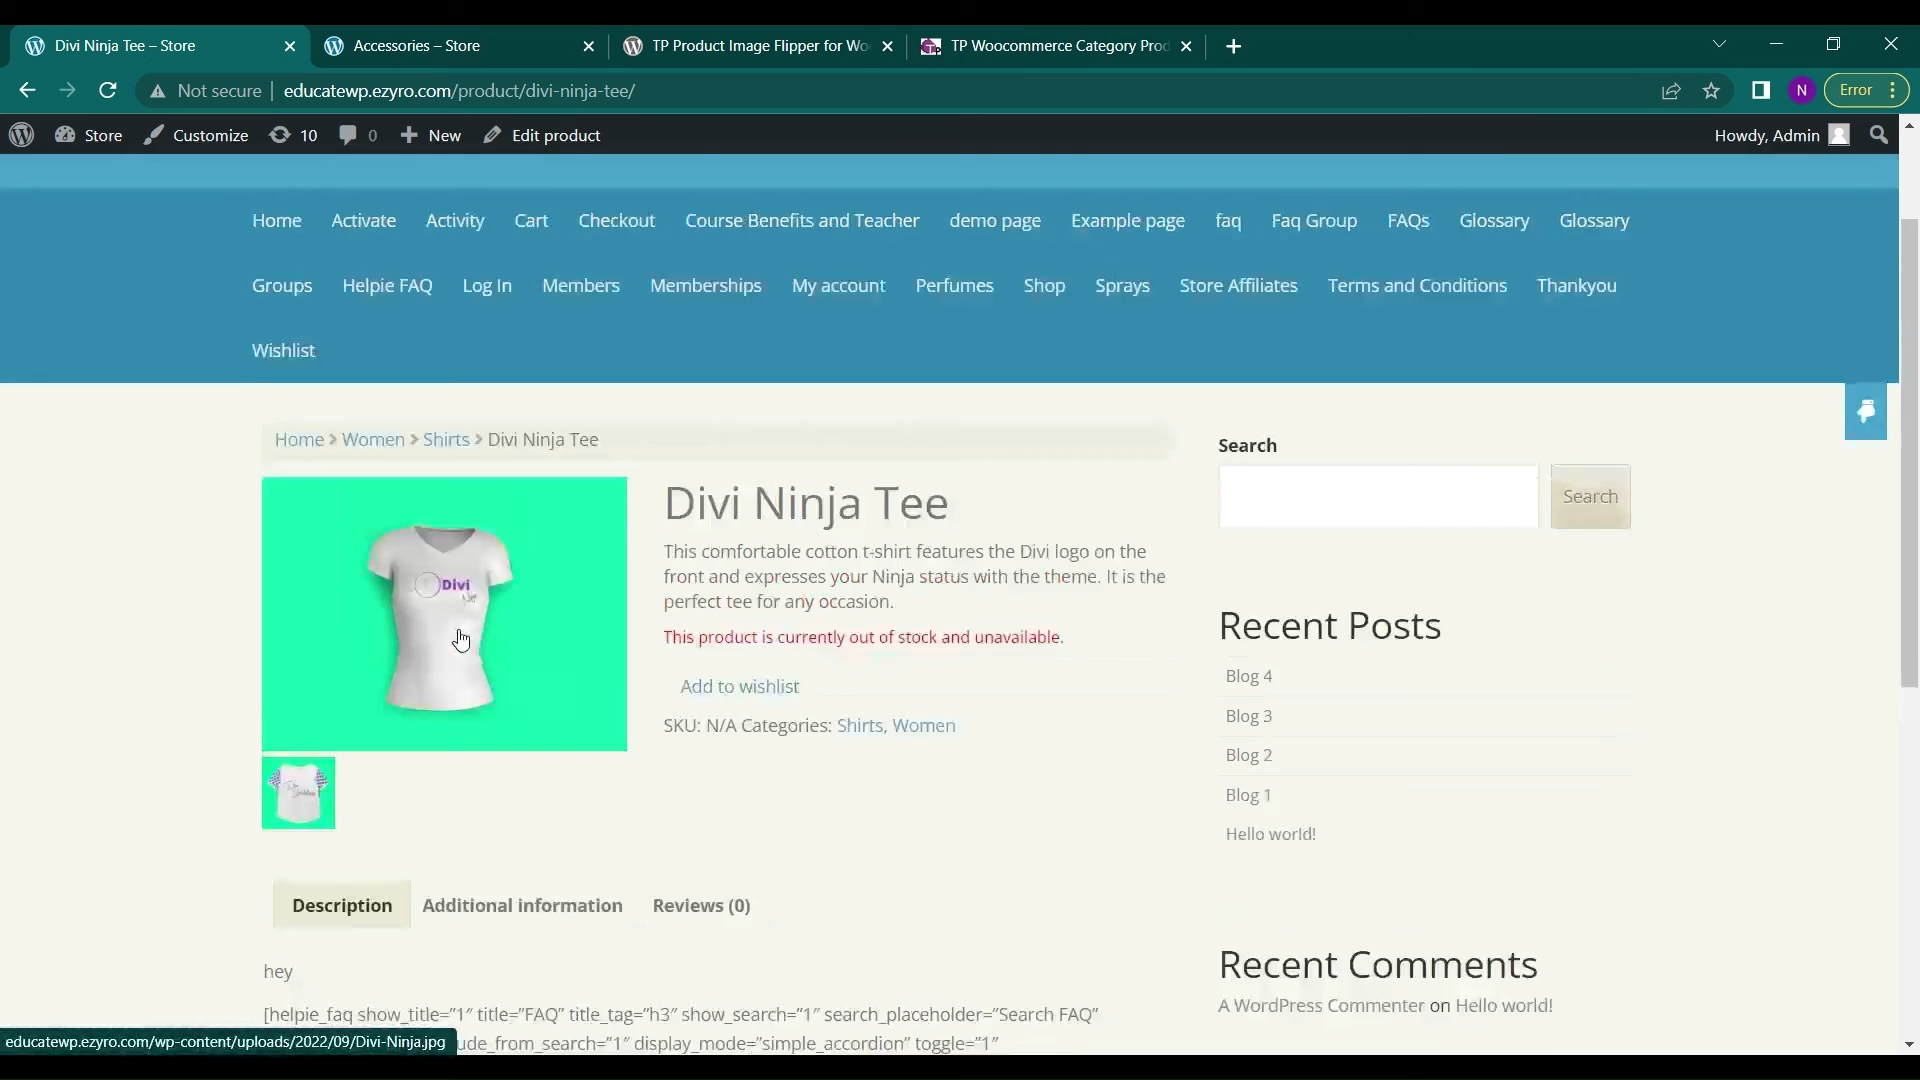 Divi Ninja Tee – Store
Accessories – Store
TP Product Image Flipper for Wo
TP Woocommerce Category Prod
Not secure
educatewp.ezyro.com/product/divi-ninja-tee/
N
Error
Store
Customize
10
0
New
Edit product
Howdy, Admin
Home Activate Activity Cart Checkout Course Benefits and Teacher demo page Example page faq Faq Group FAQs Glossary Glossary
Groups Helpie FAQ Log In Members Memberships My account Perfumes Shop Sprays Store Affiliates Terms and Conditions Thankyou
Wishlist
Home > Women > Shirts > Divi Ninja Tee
Divi
Divi Ninja Tee
This comfortable cotton t-shirt features the Divi logo on the
front and expresses your Ninja status with the theme. It is the
perfect tee for any occasion.
This product is currently out of stock and unavailable.
Add to wishlist
SKU: N/A Categories: Shirts, Women
Description Additional information Reviews (0)
hey
[helpie_faq show_title=”1″ title=”FAQ” title_tag=”h3″ show_search=”1″ search_placeholder=”Search FAQ”
ude_from_search=”1″ display_mode=”simple_accordion” toggle=”1″
Search
Search
Recent Posts
Blog 4
Blog 3
Blog 2
Blog 1
Hello world!
Recent Comments
A WordPress Commenter on Hello world!
educatewp.ezyro.com/wp-content/uploads/2022/09/Divi-Ninja.jpg